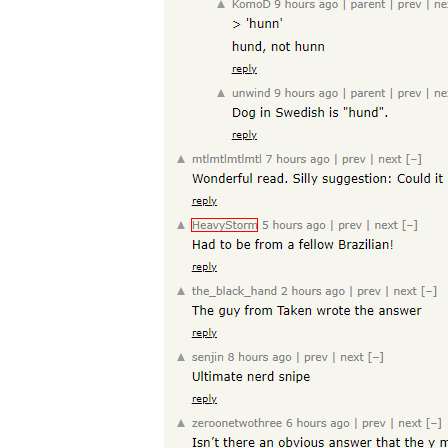 ▲ KomoD 9 hours ago | parent | prev | ne
> 'hunn'
hund, not hunn
reply
▲ unwind 9 hours ago | parent | prev | ne
Dog in Swedish is "hund".
reply
▲ mtlmtlmtlmtl 7 hours ago | prev | next [–]
Wonderful read. Silly suggestion: Could it
reply
▲ HeavyStorm 5 hours ago | prev | next [–]
Had to be from a fellow Brazilian!
reply
▲ the_black_hand 2 hours ago | prev | next [–]
The guy from Taken wrote the answer
reply
▲ senjin 8 hours ago | prev | next [–]
Ultimate nerd snipe
reply
▲ zeroonetwothree 6 hours ago | prev | next [–]
Isn't there an obvious answer that the y m